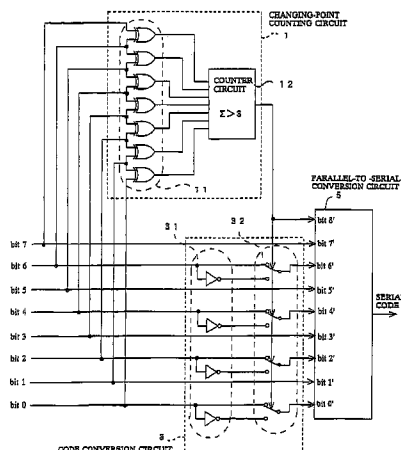 CHANGING-POINT
COUNTING CIRCUIT
1
COUNTER
CIRCUIT
12
Σ>8
11
PARALLEL-TO-SERIAL
CONVERSION CIRCUIT
5
31
32
bit 8'
bit 7
bit 7'
bit 6
bit 6'
bit 5
bit 5'
bit 4
bit 4'
bit 3
bit 3'
bit 2
bit 2'
bit 1
bit 1'
bit 0
bit 0'
SERIAL
CODE
3
CODE CONVERSION CIRCUIT